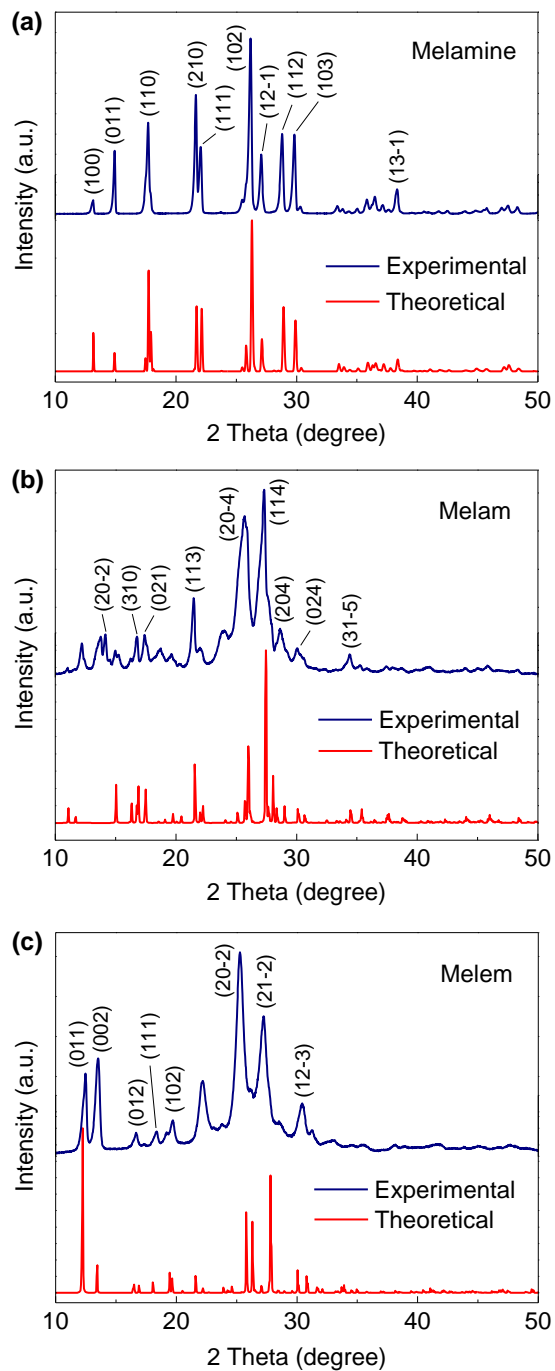 (a)
Melamine
(100)
(011)
(110)
(210)
(111)
(102)
(12-1)
(112)
(103)
(13-1)
Experimental
Theoretical
Intensity (a.u.)
10 20 30 40 50
2 Theta (degree)
(b)
Melam
(20-2)
(310)
(021)
(113)
(20-4)
(114)
(204)
(024)
(31-5)
Experimental
Theoretical
Intensity (a.u.)
10 20 30 40 50
2 Theta (degree)
(c)
Melem
(011)
(002)
(012)
(111)
(102)
(20-2)
(21-2)
(12-3)
Experimental
Theoretical
Intensity (a.u.)
10 20 30 40 50
2 Theta (degree)